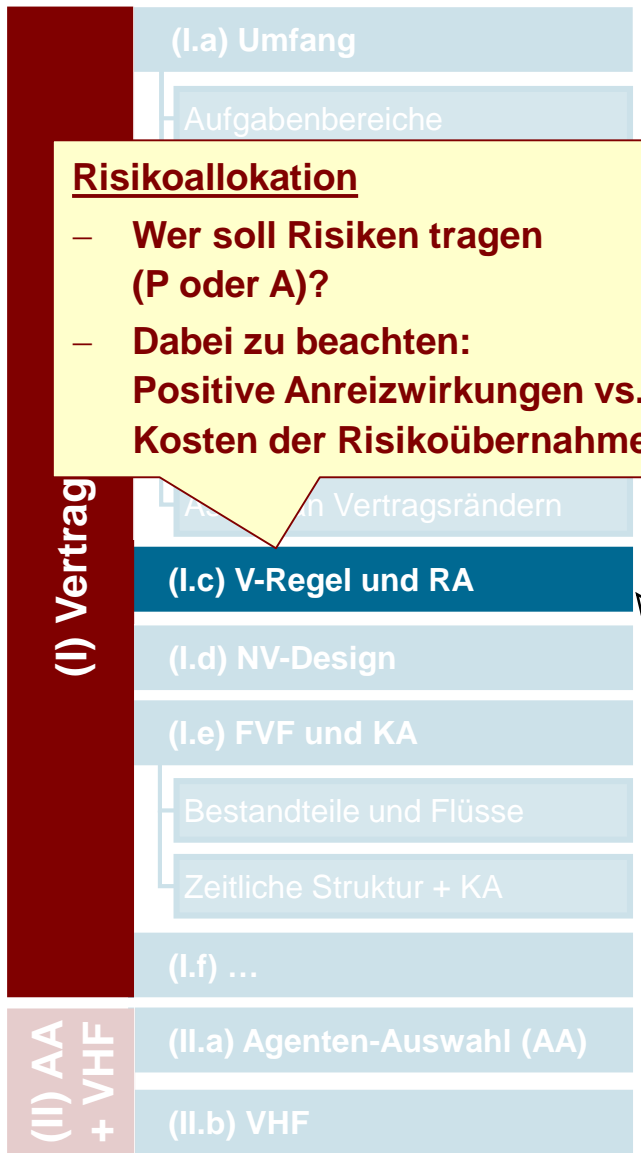 (I.a) Umfang
Aufgabenbereiche
Risikoallokation
– Wer soll Risiken tragen
(P oder A)?
– Dabei zu beachten:
Positive Anreizwirkungen vs.
Kosten der Risikoübernahme
Vertragsrändern
(I) Vertrag
(I.c) V-Regel und RA
(I.d) NV-Design
(I.e) FVF und KA
Bestandteile und Flüsse
Zeitliche Struktur + KA
(I.f) …
(II) AA
+ VHF
(II.a) Agenten-Auswahl (AA)
(II.b) VHF